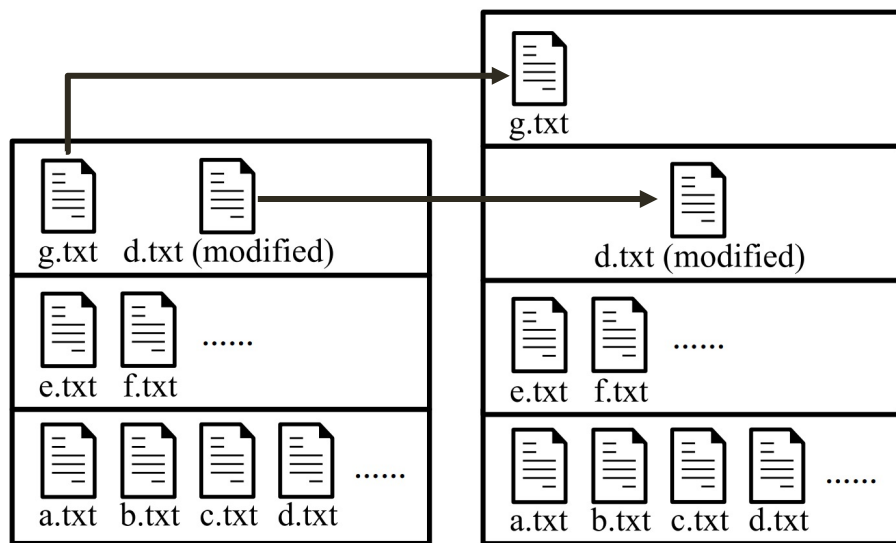 g.txt
g.txt d.txt (modified)
d.txt (modified)
e.txt f.txt ......
e.txt f.txt ......
a.txt b.txt c.txt d.txt ......
a.txt b.txt c.txt d.txt ......